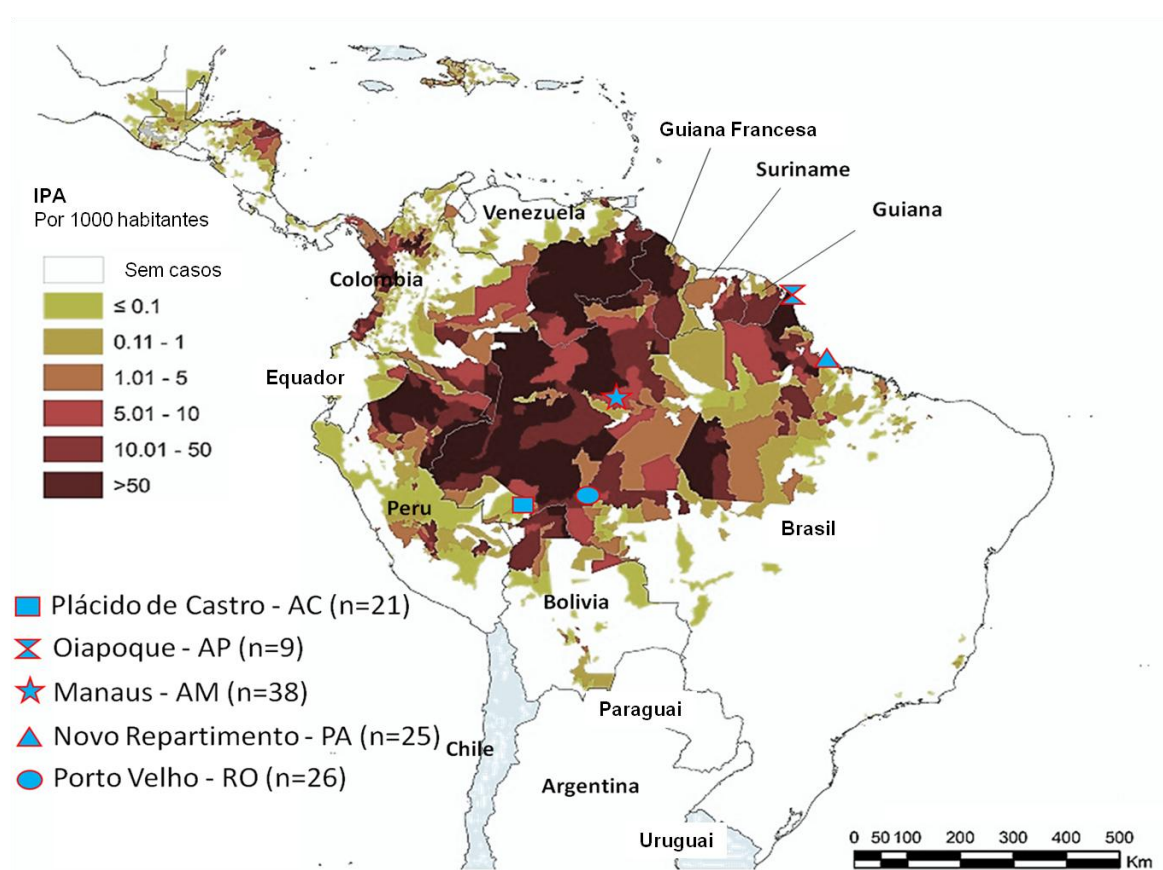 Guiana Francesa
Suriname
Guiana
Venezuela
Colombia
Equador
Peru
Brasil
Bolivia
Paraguai
Chile
Argentina
Uruguai
IPA
Por 1000 habitantes
Sem casos
≤ 0.1
0.11 - 1
1.01 - 5
5.01 - 10
10.01 - 50
>50
Plácido de Castro - AC (n=21)
Oiapoque - AP (n=9)
Manaus - AM (n=38)
Novo Repartimento - PA (n=25)
Porto Velho - RO (n=26)
0 50 100 200 300 400 500
Km